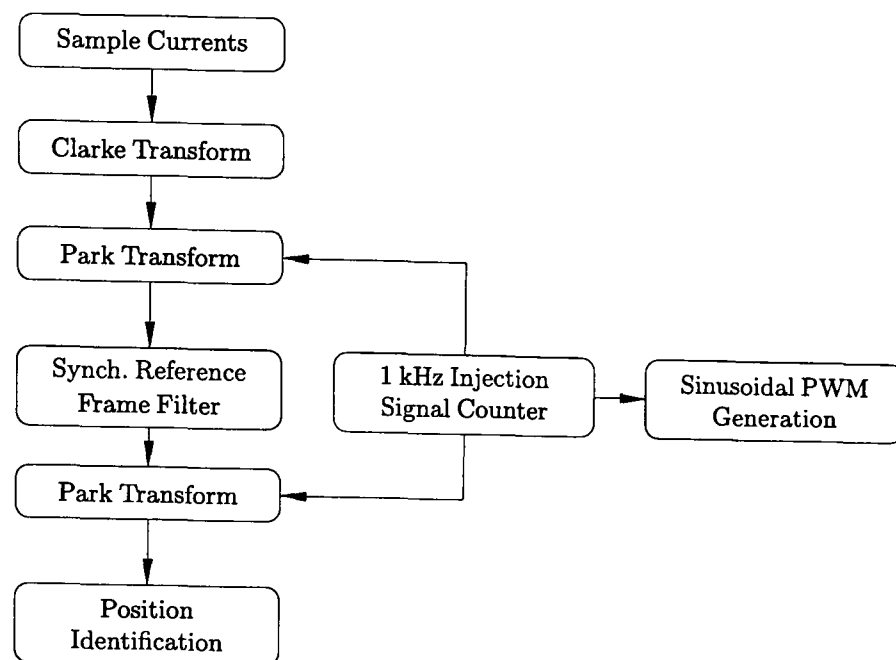 Sample Currents
Clarke Transform
Park Transform
Synch. Reference
Frame Filter
1 kHz Injection
Signal Counter
Sinusoidal PWM
Generation
Park Transform
Position
Identification